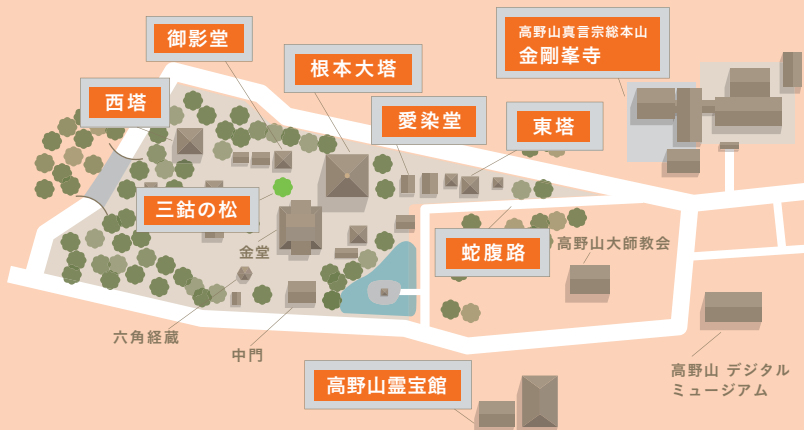 高野山真言宗総本山
金剛峯寺
御影堂
根本大塔
西塔
愛染堂
東塔
三鈷の松
金堂
蛇腹路
高野山大師教会
六角経蔵
中門
高野山霊宝館
高野山 デジタル
ミュージアム